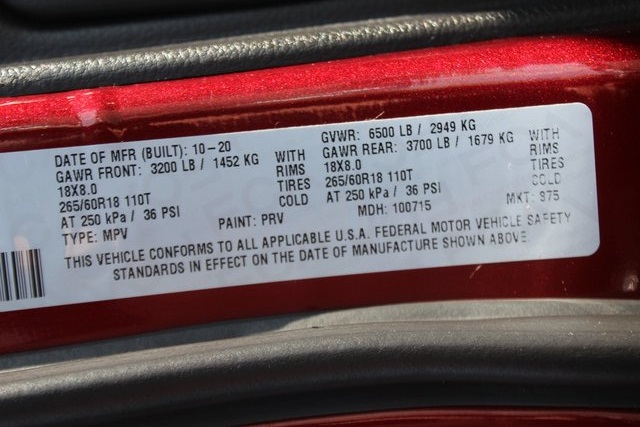 DATE OF MFR (BUILT): 10-20 GVWR: 6500 LB / 2949 KG
GAWR FRONT: 3200 LB / 1452 KG WITH GAWR REAR: 3700 LB / 1679 KG WITH
18X8.0 RIMS 18X8.0 RIMS
265/60R18 110T TIRES 265/60R18 110T TIRES
AT 250 kPa / 36 PSI COLD AT 250 kPa / 36 PSI COLD
TYPE: MPV PAINT: PRV MDH: 100715 MKT: 975
THIS VEHICLE CONFORMS TO ALL APPLICABLE U.S.A. FEDERAL MOTOR VEHICLE SAFETY
STANDARDS IN EFFECT ON THE DATE OF MANUFACTURE SHOWN ABOVE.